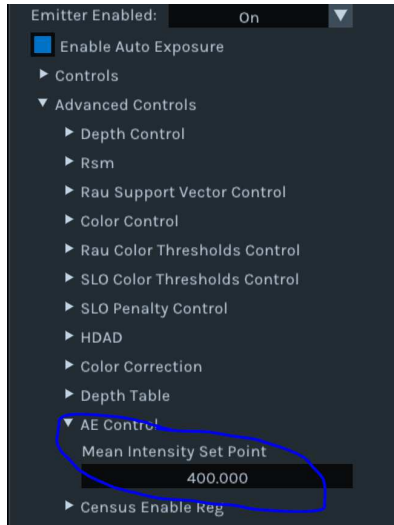 Emitter Enabled: On
Enable Auto Exposure
Controls
Advanced Controls
Depth Control
Rsm
Rau Support Vector Control
Color Control
Rau Color Thresholds Control
SLO Color Thresholds Control
SLO Penalty Control
HDAD
Color Correction
Depth Table
AE Control
Mean Intensity Set Point
400.000
Census Enable Reg